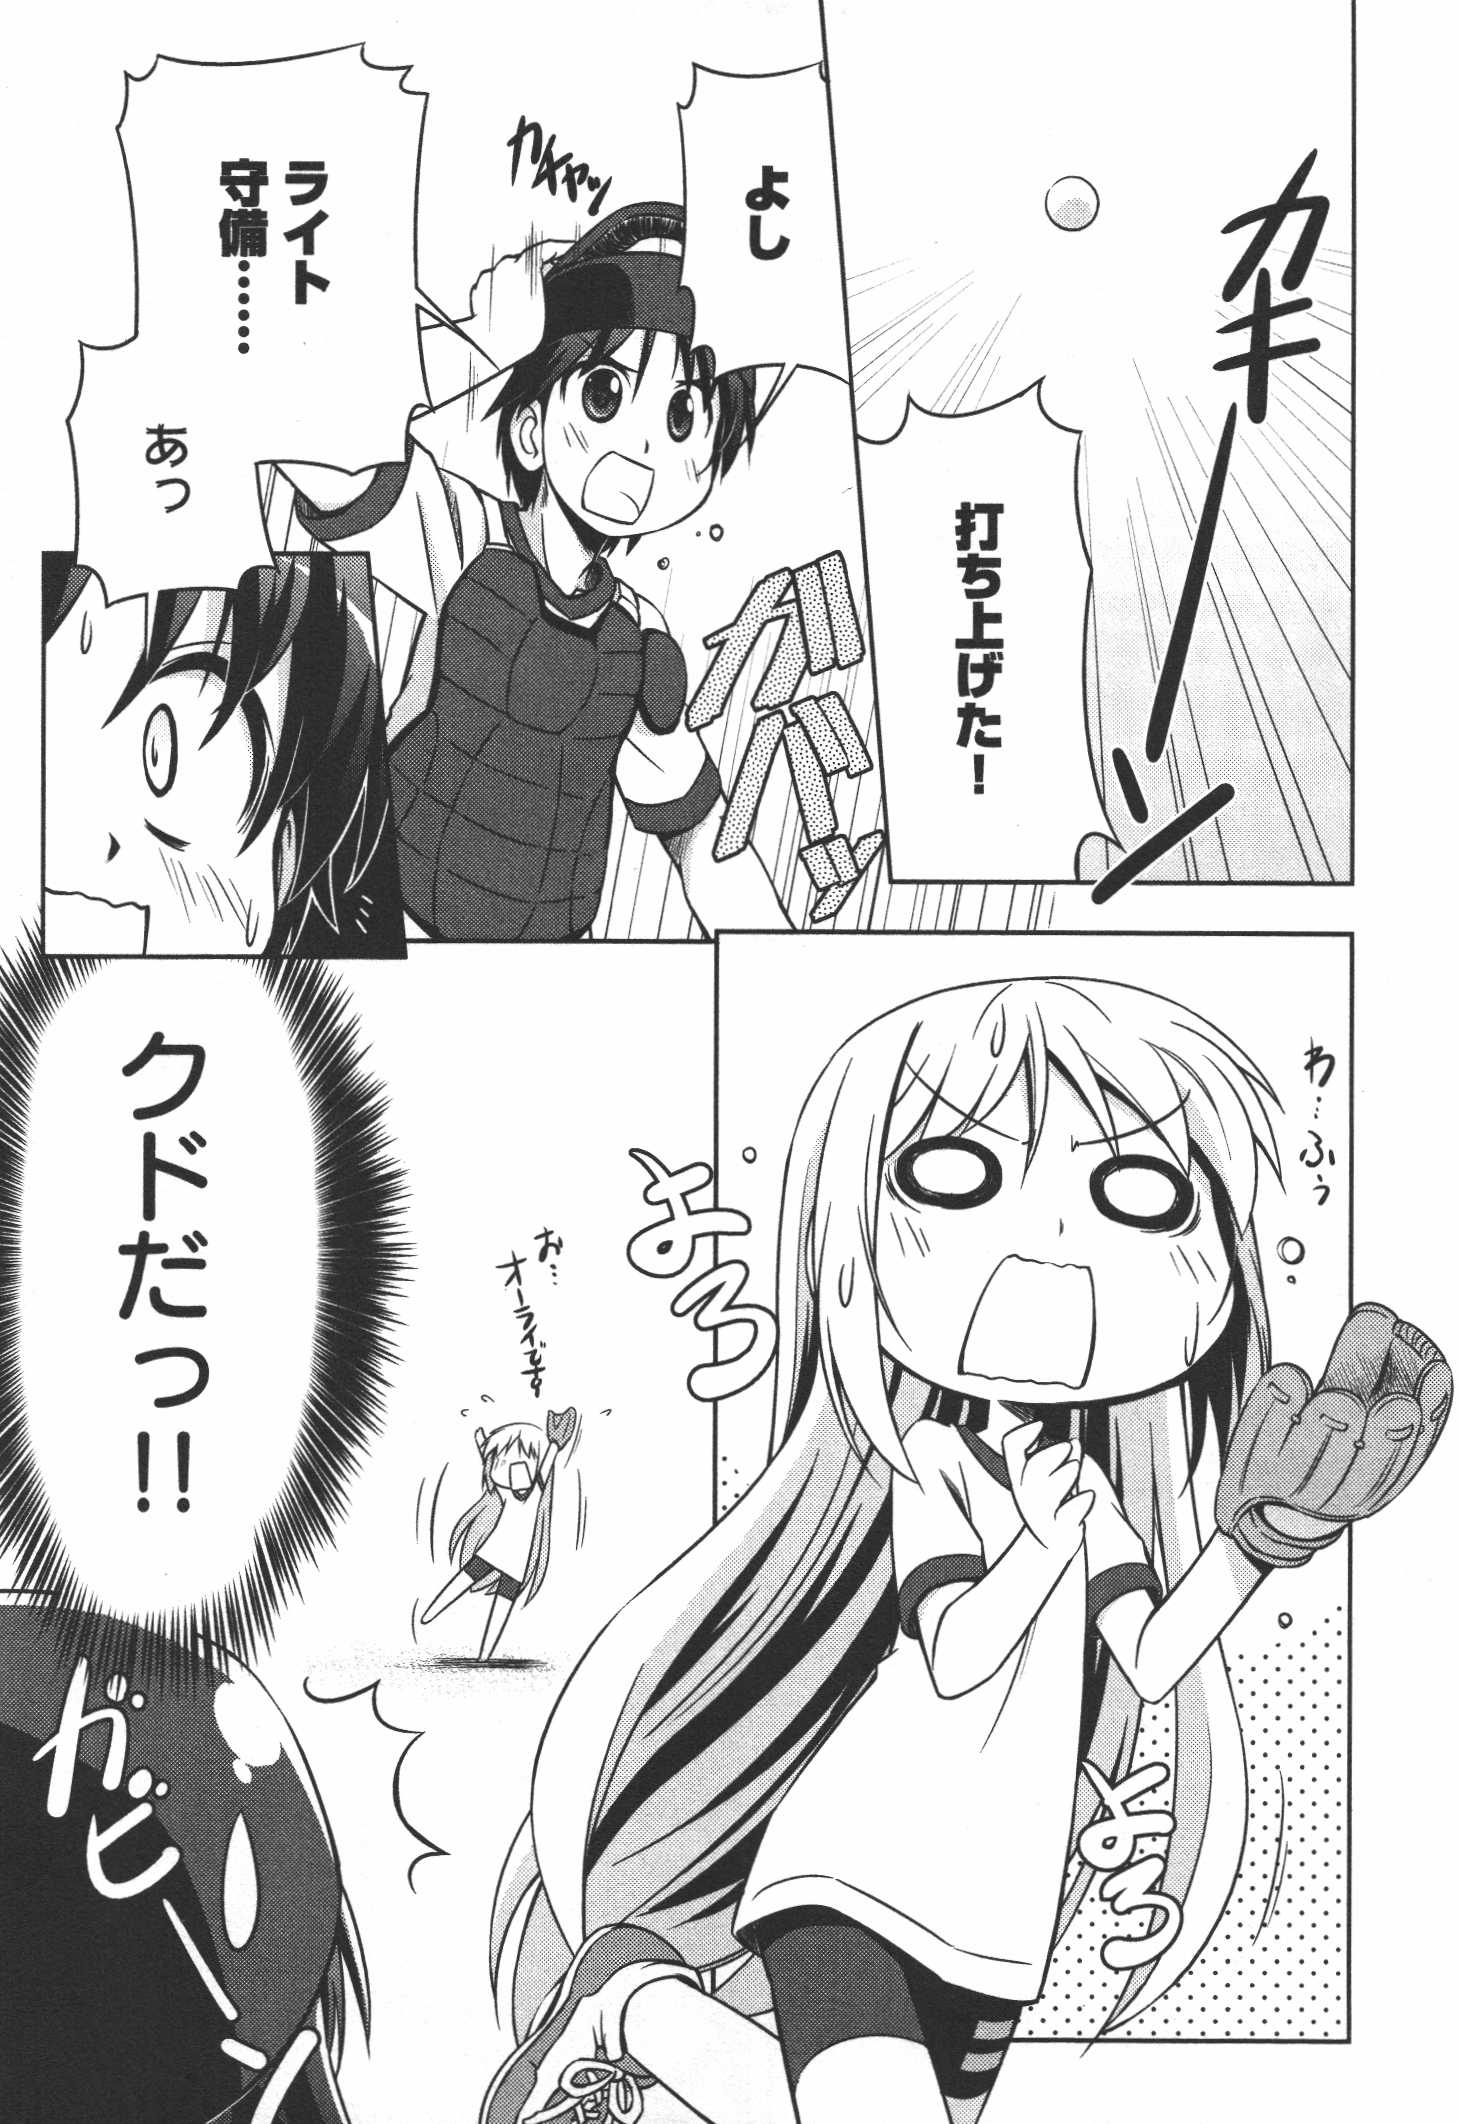 カキーン
打ち上げた！
よし
ガバッ
カチャッ
ライト
守備……
あっ
わ…ふぅ
よろ
よろ
お…
オーライです
クドだっ!!
ガビーン